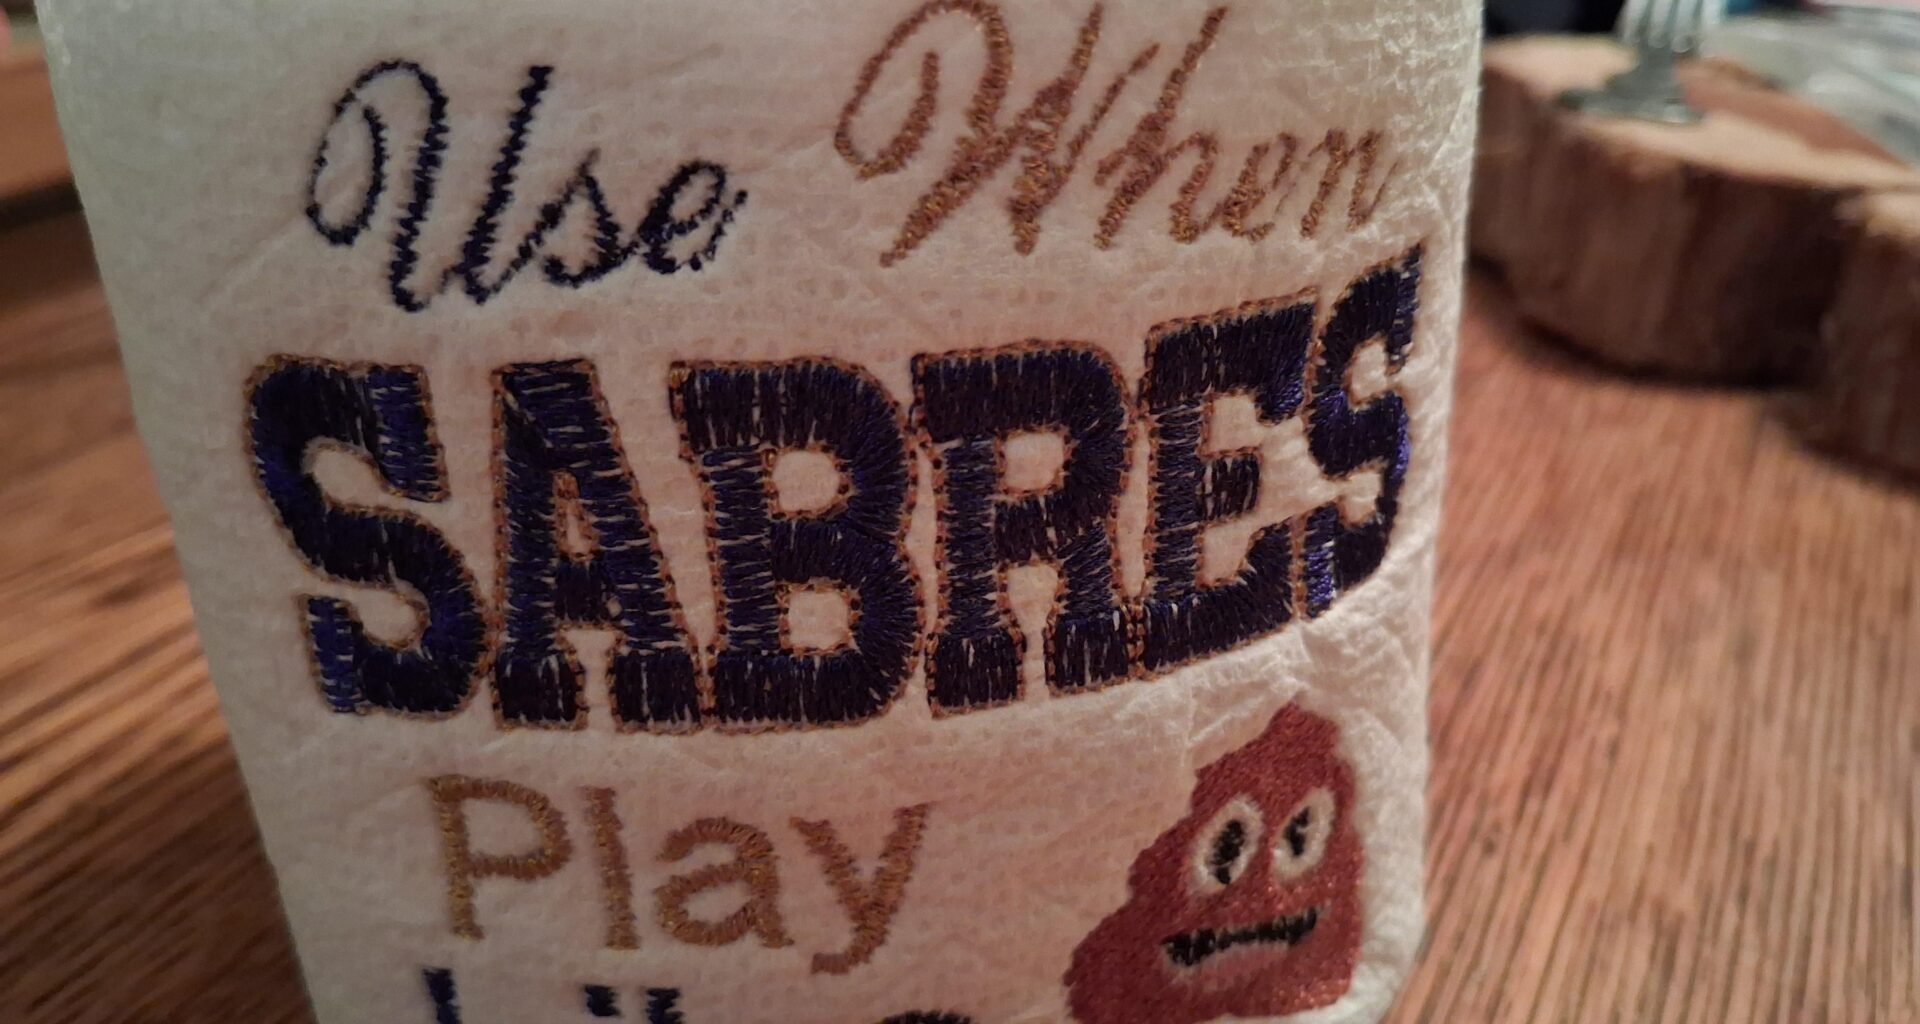 Use When
SABRES
Play